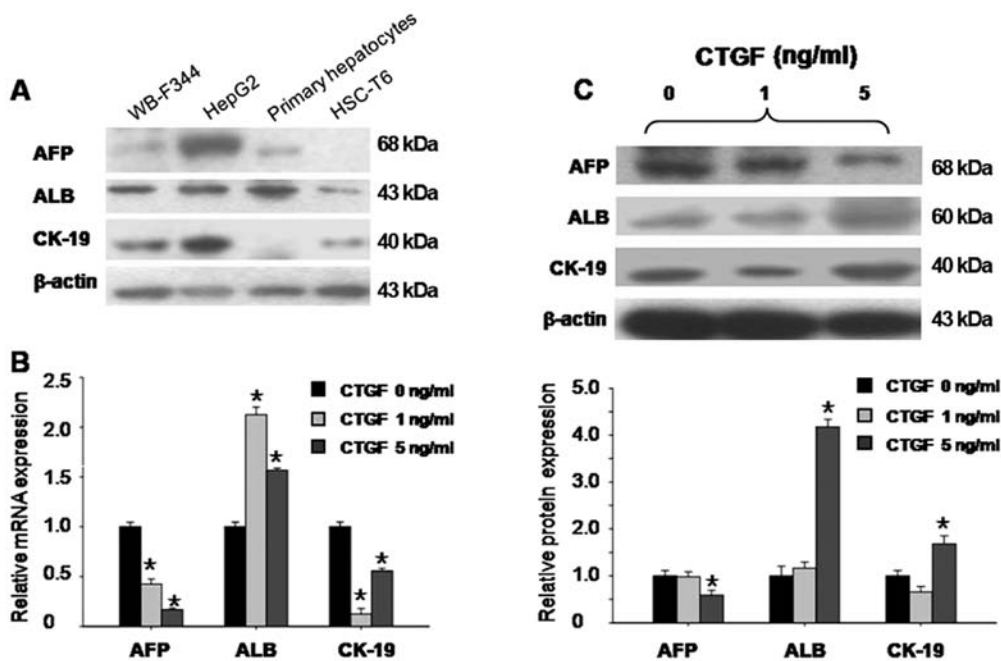 A
WB-F344 HepG2 Primary hepatocytes HSC-T6
AFP 68 kDa
ALB 43 kDa
CK-19 40 kDa
β-actin 43 kDa
C
CTGF (ng/ml)
0 1 5
AFP 68 kDa
ALB 60 kDa
CK-19 40 kDa
β-actin 43 kDa
B
Relative mRNA expression
2.5
2.0
1.5
1.0
0.5
0
CTGF 0 ng/ml
CTGF 1 ng/ml
CTGF 5 ng/ml
* * * * * *
AFP ALB CK-19
Relative protein expression
5.0
4.0
3.0
2.0
1.0
0
CTGF 0 ng/ml
CTGF 1 ng/ml
CTGF 5 ng/ml
* * *
AFP ALB CK-19